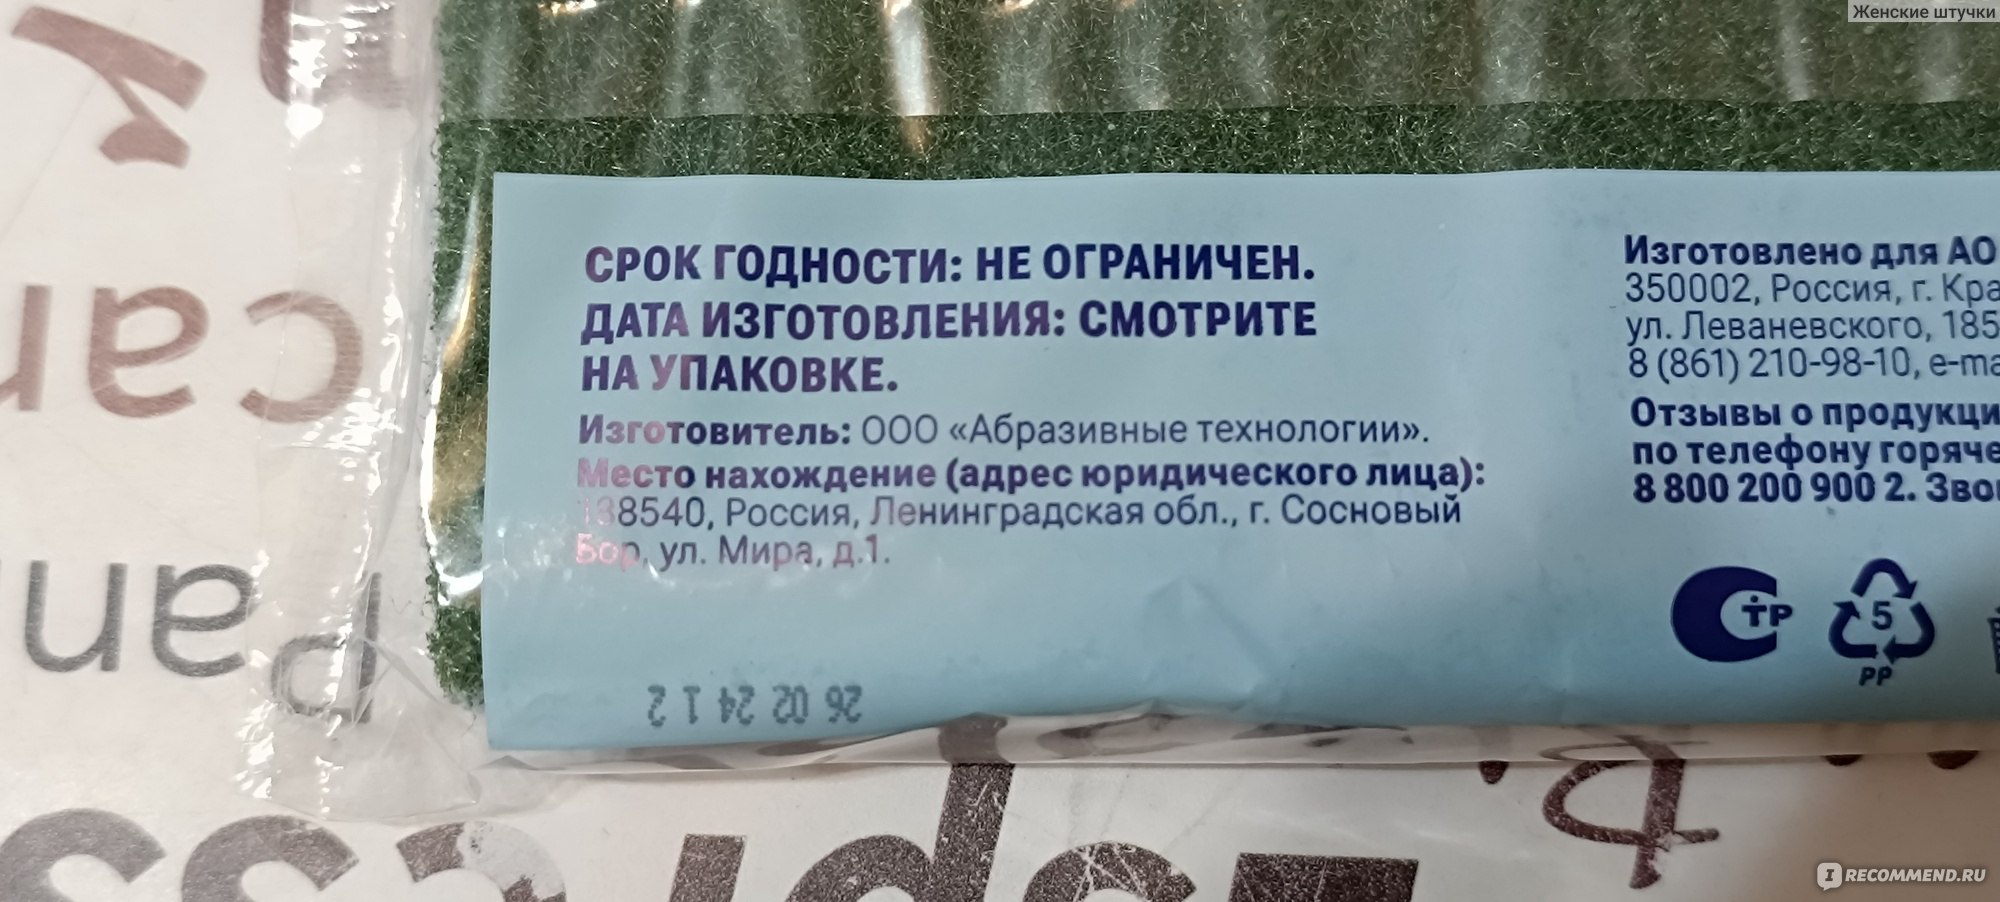 Женские штучки
СРОК ГОДНОСТИ: НЕ ОГРАНИЧЕН.
ДАТА ИЗГОТОВЛЕНИЯ: СМОТРИТЕ
НА УПАКОВКЕ.
Изготовитель: ООО «Абразивные технологии».
Место нахождение (адрес юридического лица):
188540, Россия, Ленинградская обл., г. Сосновый
Бор, ул. Мира, д.1.
26 02 24 1 2
Изготовлено для АО
350002, Россия, г. Кра
ул. Леваневского, 185
8 (861) 210-98-10, e-ma
Отзывы о продукци
по телефону горяче
8 800 200 900 2. Зво
ТР
5
PP
car
Pan
I RECOMMEND.RU